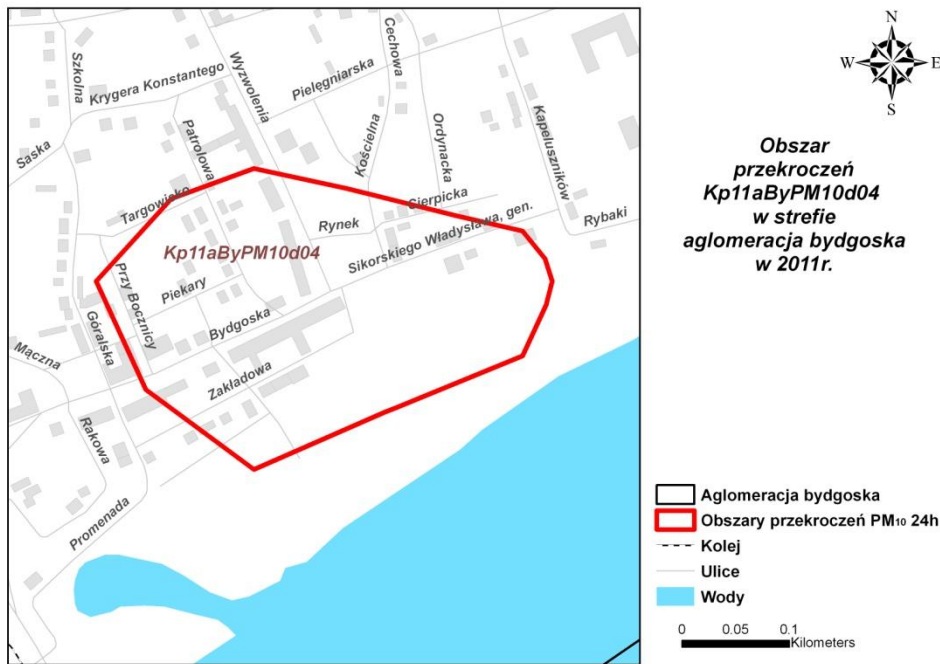 Szkolna
Krygera Konstantego
Saska
Wyzwolenia
Pielęgniarska
Cechowa
Patrolowa
Kościelna
Ordynacka
Kapeluszników
Targowisko
Rynek
Sierpicka
Sikorskiego Władysława, gen.
Rybaki
Kp11aByPM10d04
Przy Bocznicy
Piekary
Góralska
Bydgoska
Mączna
Zakładowa
Rakowa
Promenada
N
W
E
S
Obszar
przekroczeń
Kp11aByPM10d04
w strefie
aglomeracja bydgoska
w 2011r.
Aglomeracja bydgoska
Obszary przekroczeń PM₁₀ 24h
Kolej
Ulice
Wody
0 0.05 0.1
Kilometers